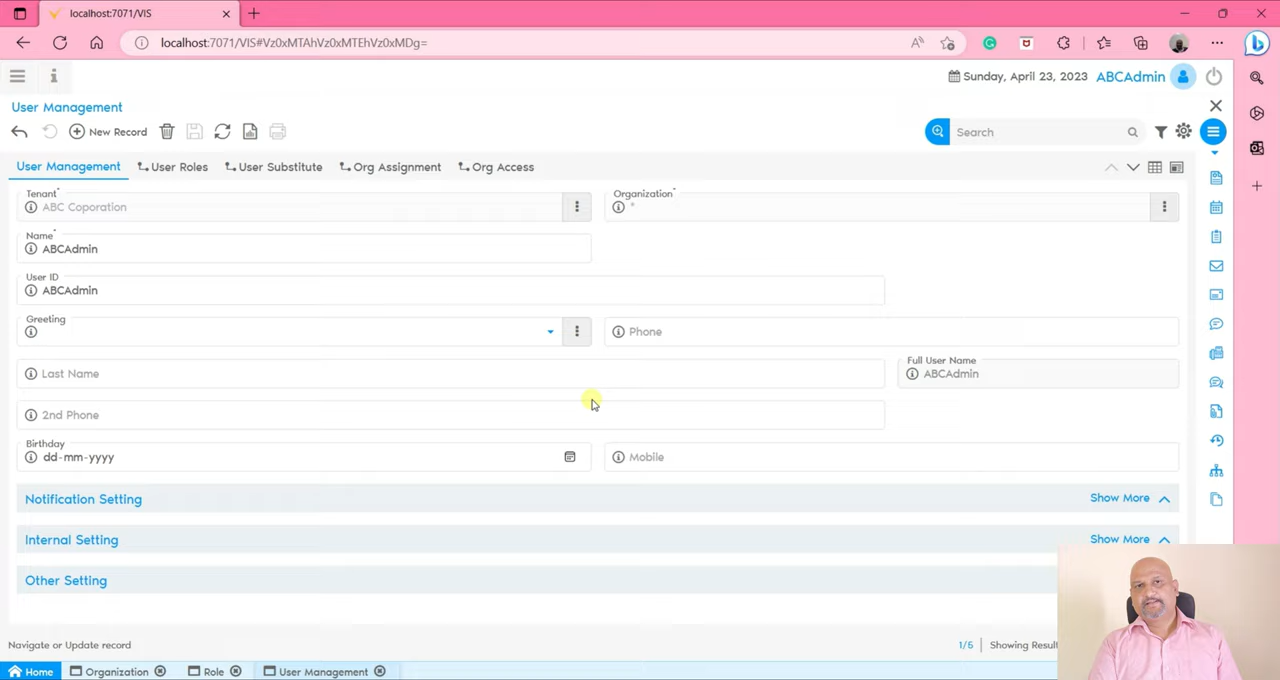 localhost:7071/VIS
localhost:7071/VIS#Vz0xMTAhVz0xMTEhVz0xMDg=
Sunday, April 23, 2023 ABCAdmin
User Management
New Record
Search
User Management User Roles User Substitute Org Assignment Org Access
Tenant* Organization*
ABC Coporation *
Name*
ABCAdmin
User ID
ABCAdmin
Greeting
Phone
Last Name
Full User Name
ABCAdmin
2nd Phone
Birthday
dd-mm-yyyy
Mobile
Notification Setting Show More
Internal Setting Show More
Other Setting
Navigate or Update record 1/5 Showing Resul
Home Organization Role User Management